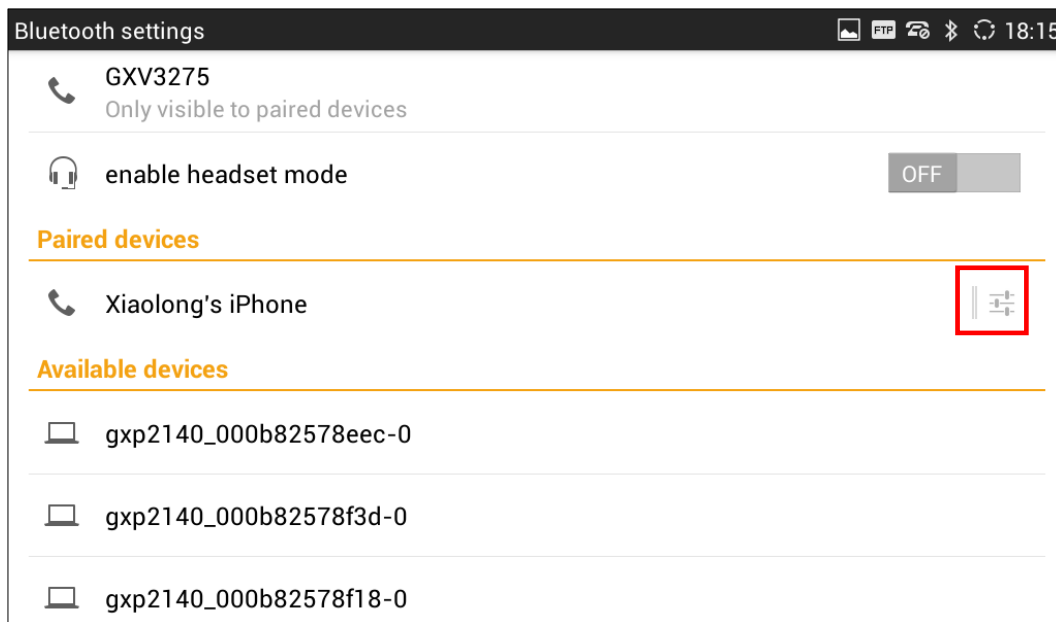 Bluetooth settings
FTP
18:15
GXV3275
Only visible to paired devices
enable headset mode
OFF
Paired devices
Xiaolong's iPhone
Available devices
gxp2140_000b82578eec-0
gxp2140_000b82578f3d-0
gxp2140_000b82578f18-0